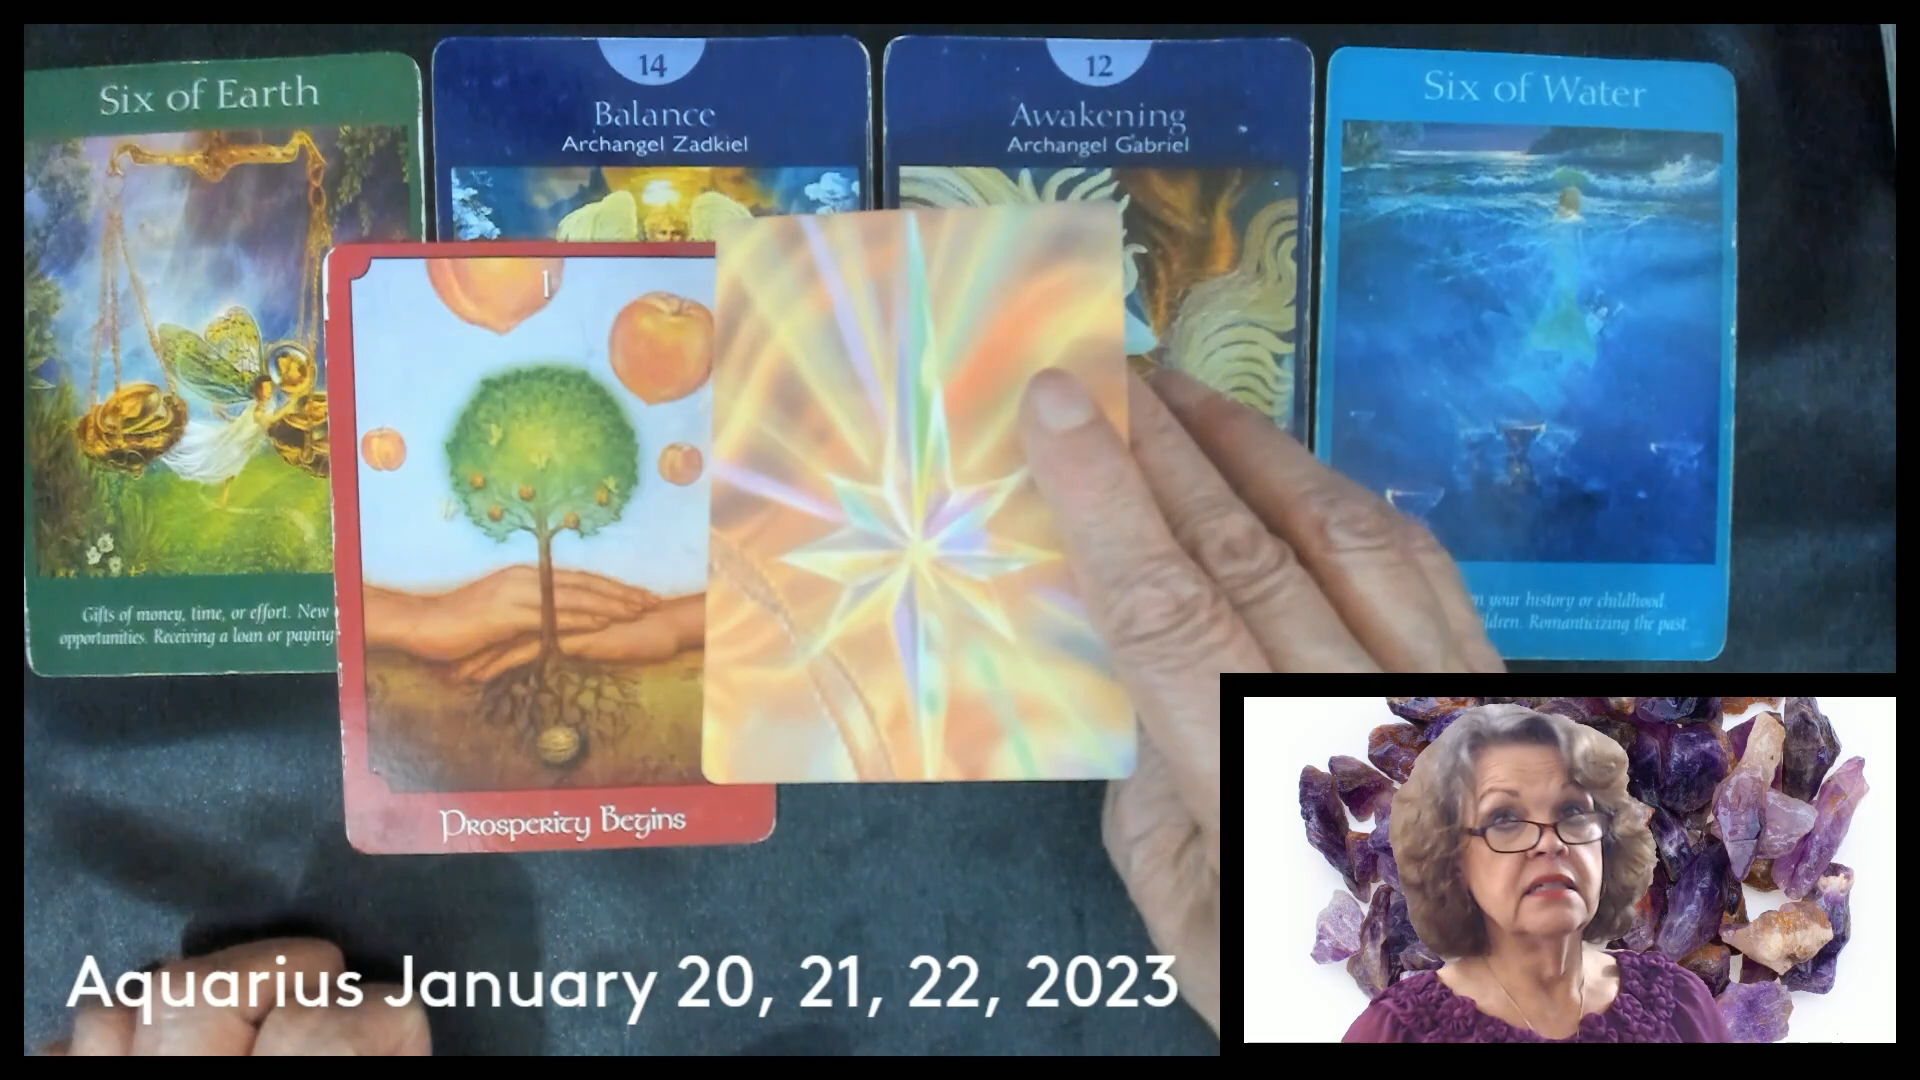 Six of Earth
14
Balance
Archangel Zadkiel
12
Awakening
Archangel Gabriel
Six of Water
1
Gifts of money, time, or effort. New
opportunities. Receiving a loan or paying
your history or childhood.
Romanticizing the past.
Prosperity Begins
Aquarius January 20, 21, 22, 2023